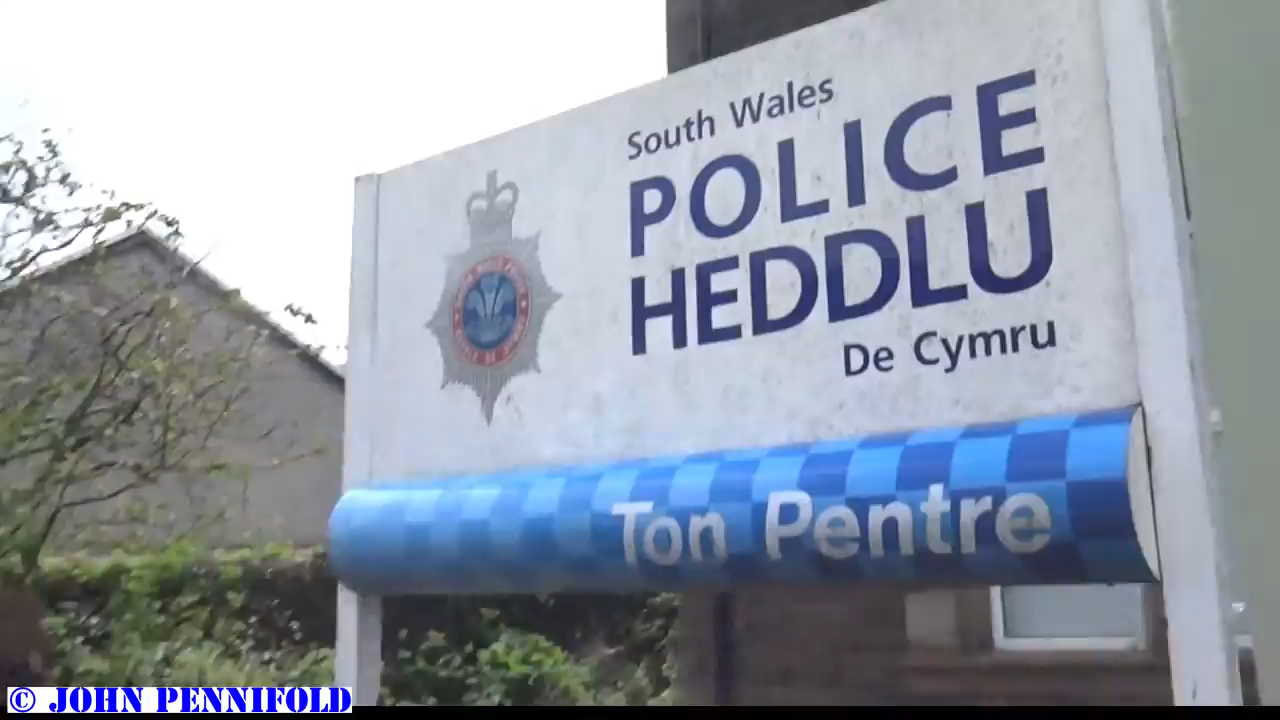 South Wales
POLICE
HEDDLU
De Cymru
Ton Pentre
© JOHN PENNIFOLD